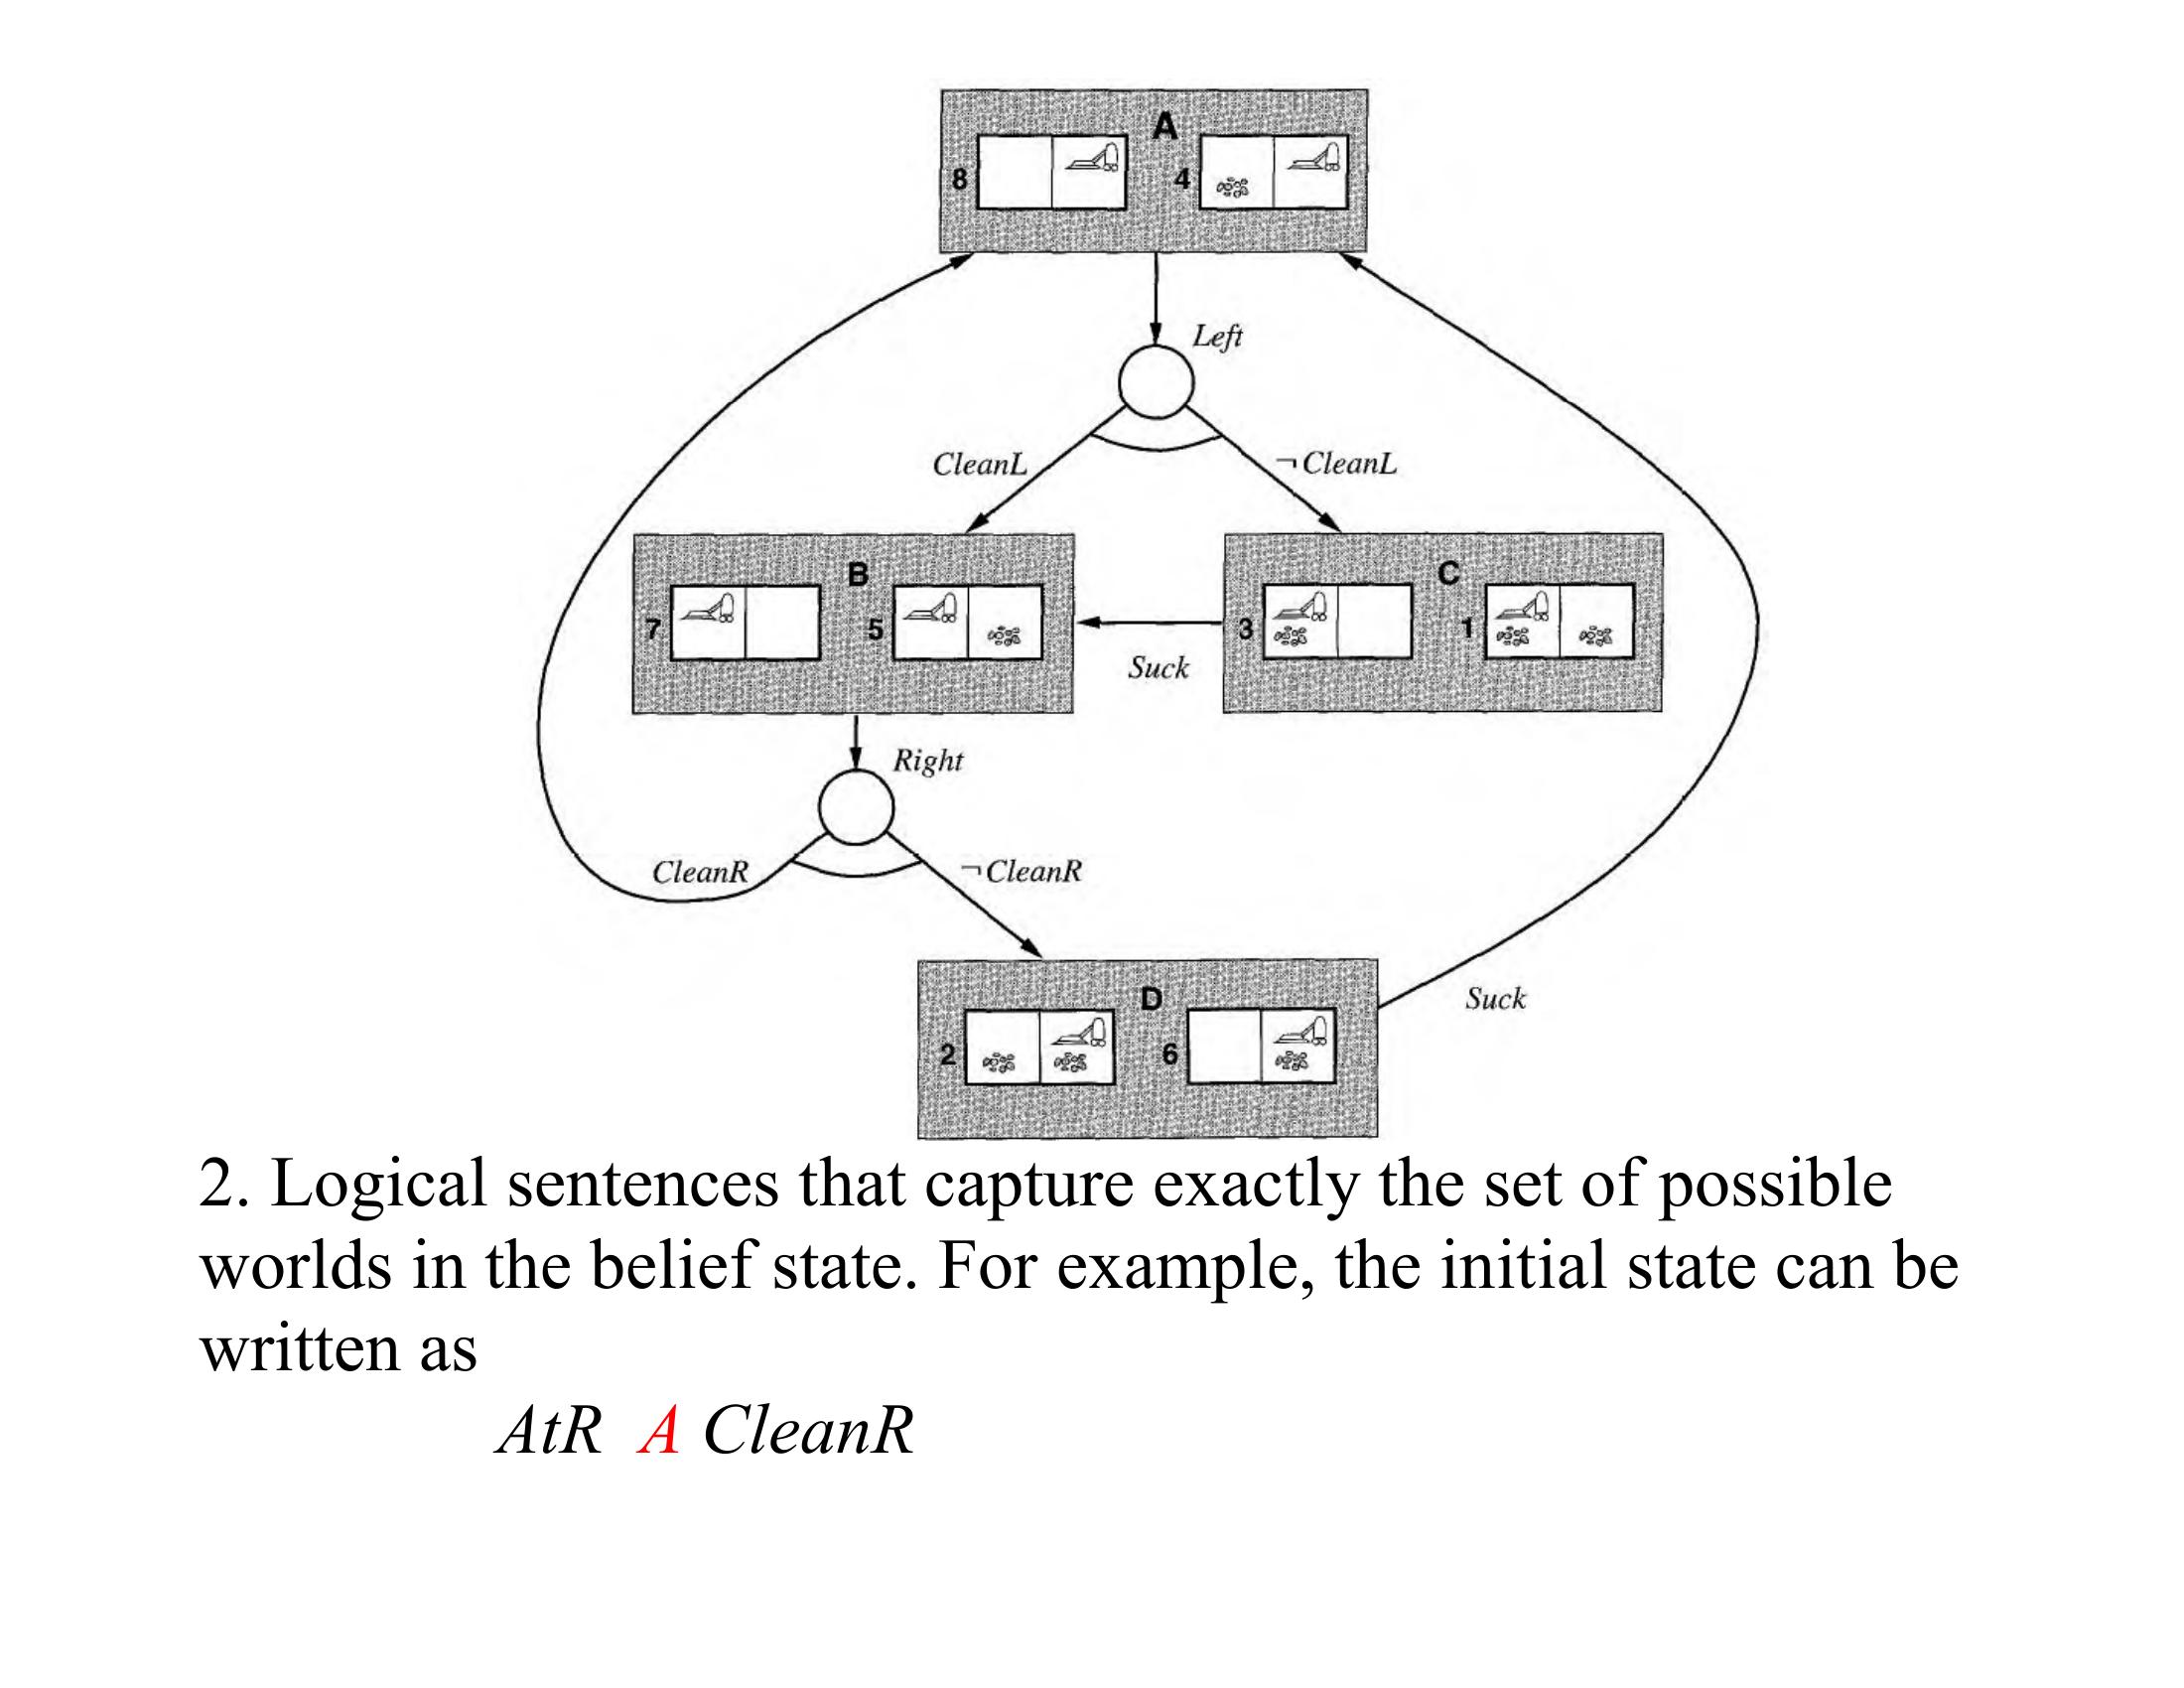 A
8
4
Left
CleanL
¬ CleanL
B
C
7
5
3
1
Suck
Right
CleanR
¬ CleanR
D
2
6
Suck
2. Logical sentences that capture exactly the set of possible
worlds in the belief state. For example, the initial state can be
written as
AtR A CleanR